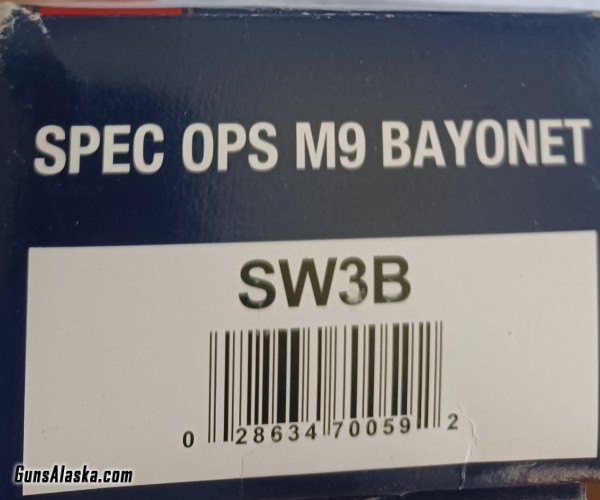 SPEC OPS M9 BAYONET
SW3B
0 28634 70059 2
GunsAlaska.com